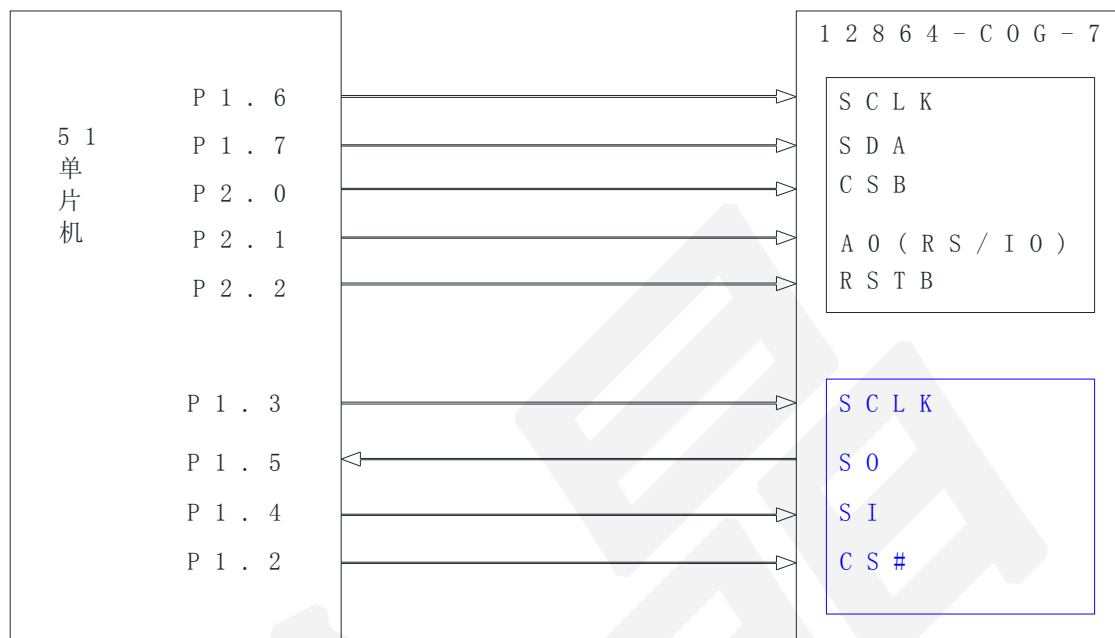 12864-COG-7
51
单
片
机
P1.6
P1.7
P2.0
P2.1
P2.2
P1.3
P1.5
P1.4
P1.2
SCLK
SDA
CSB
A0(RS/IO)
RSTB
SCLK
SO
SI
CS#